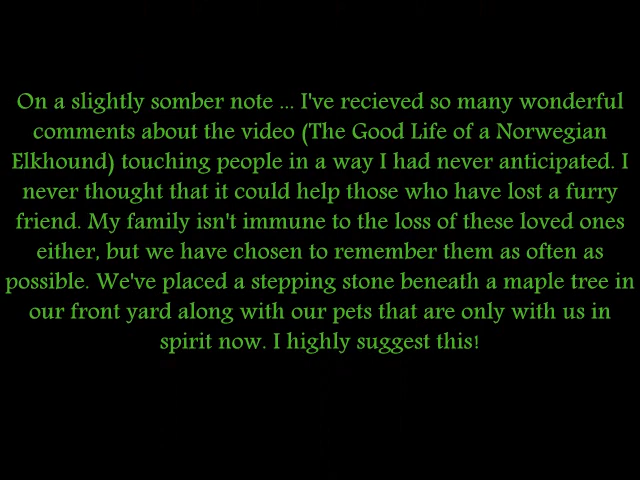 On a slightly somber note ... I've recieved so many wonderful
comments about the video (The Good Life of a Norwegian
Elkhound) touching people in a way I had never anticipated. I
never thought that it could help those who have lost a furry
friend. My family isn't immune to the loss of these loved ones
either, but we have chosen to remember them as often as
possible. We've placed a stepping stone beneath a maple tree in
our front yard along with our pets that are only with us in
spirit now. I highly suggest this!